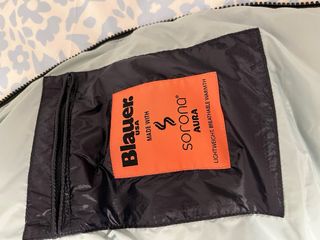 Blauer.
USA
MADE WITH
sorona®
AURA
LIGHTWEIGHT, BREATHABLE WARMTH